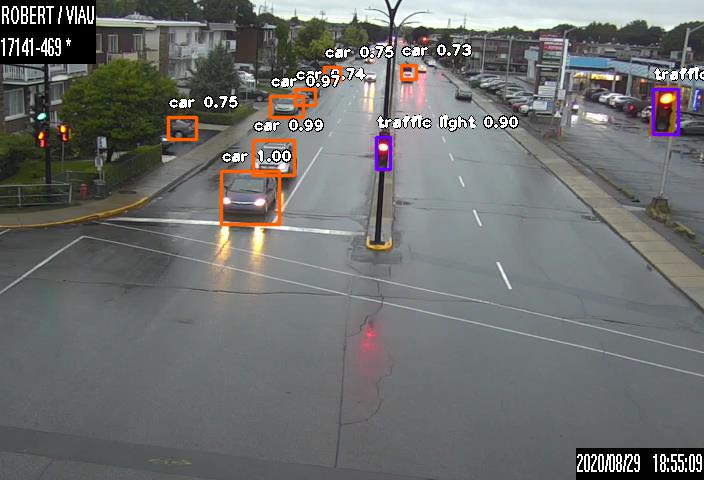 ROBERT / VIAU
17141-469 *
car 0.75
car 0.73
car 0.74
car 0.97
car 0.75
traffic
car 0.99
traffic light 0.90
car 1.00
2020/08/29 18:55:09